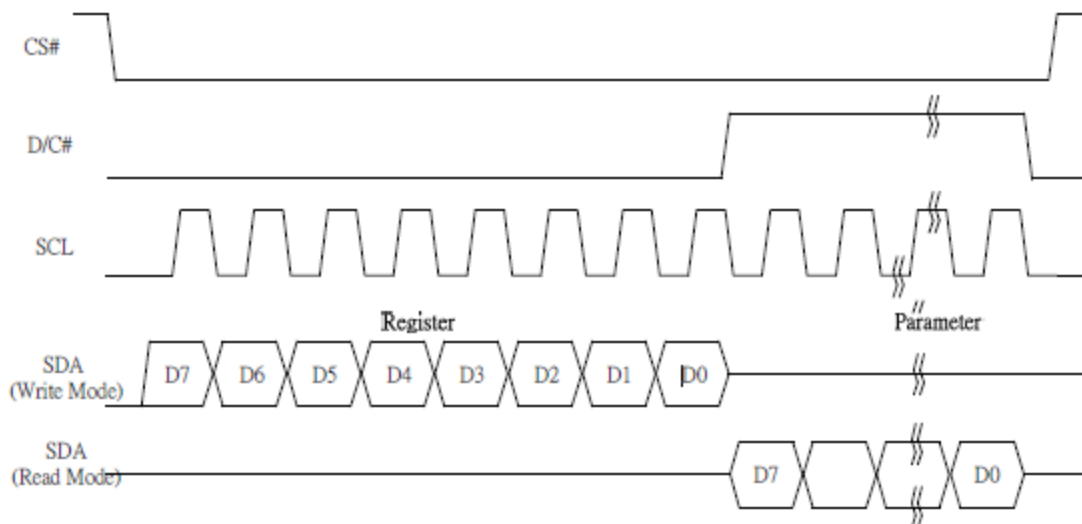 CS#
D/C#
SCL
Register
Parameter
SDA
(Write Mode)
D7 D6 D5 D4 D3 D2 D1 D0
SDA
(Read Mode)
D7 D0